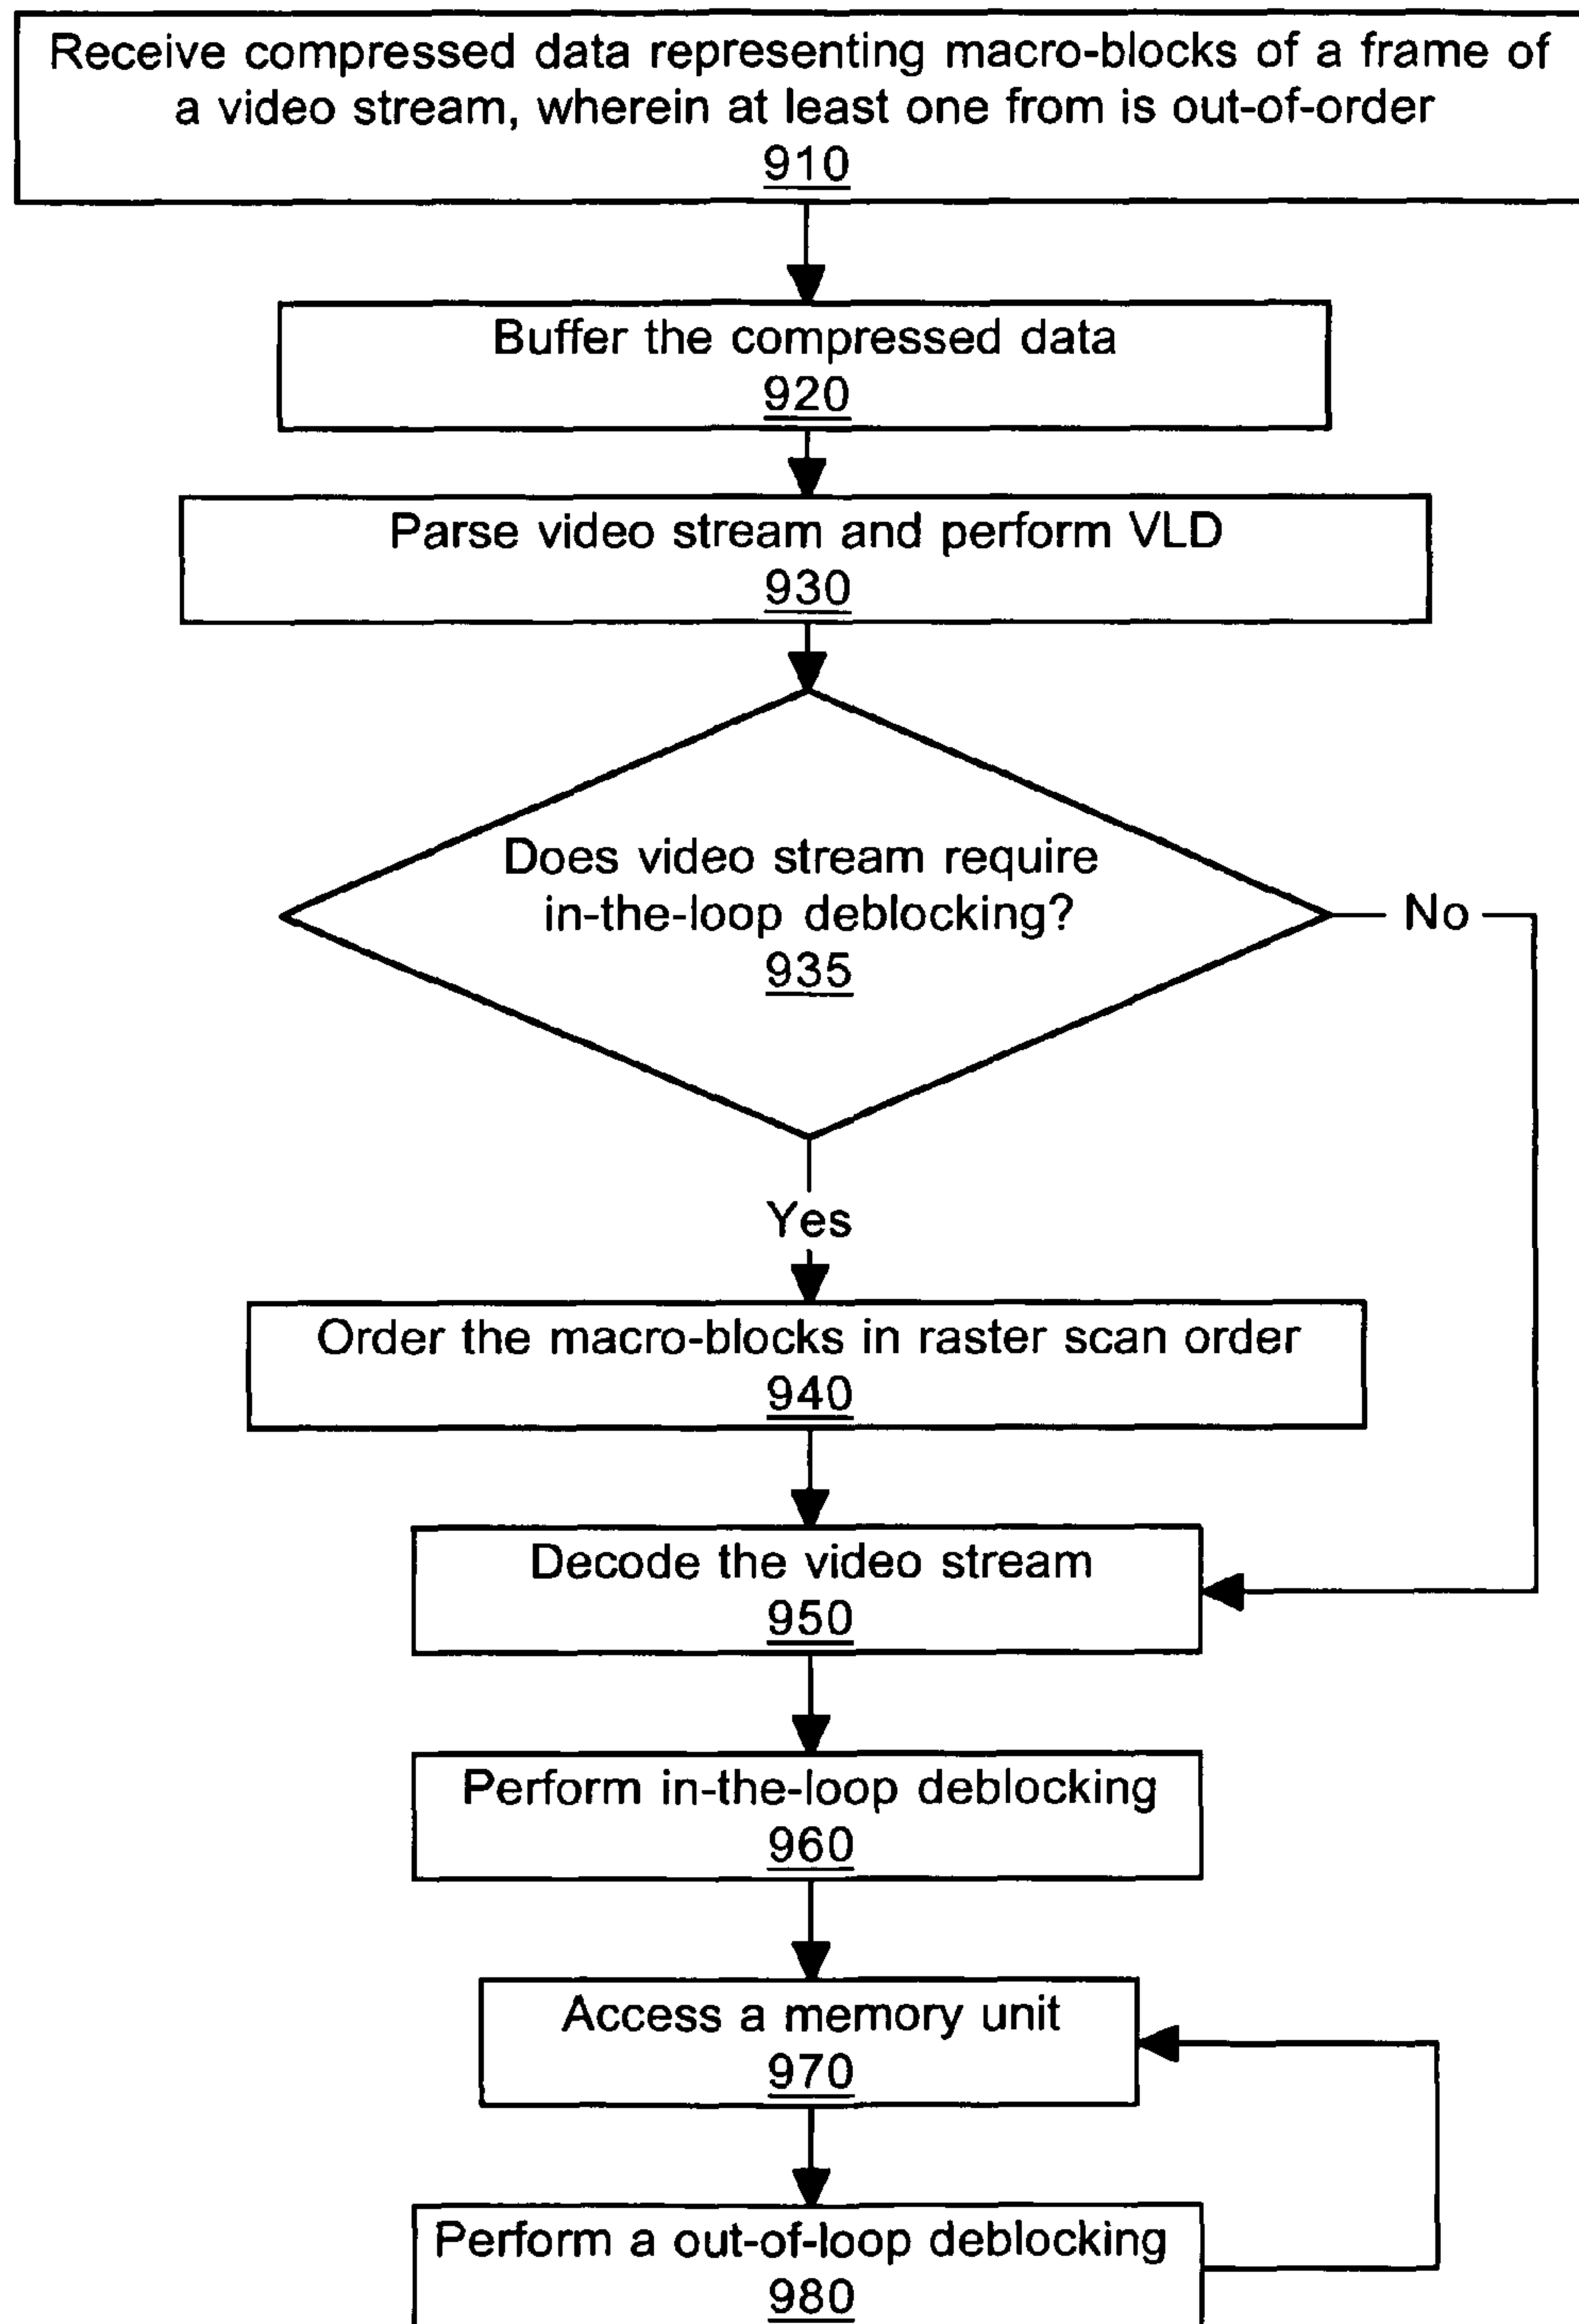 Receive compressed data representing macro-blocks of a frame of
a video stream, wherein at least one from is out-of-order
910
Buffer the compressed data
920
Parse video stream and perform VLD
930
Does video stream require
in-the-loop deblocking?
935
No
Yes
Order the macro-blocks in raster scan order
940
Decode the video stream
950
Perform in-the-loop deblocking
960
Access a memory unit
970
Perform a out-of-loop deblocking
980